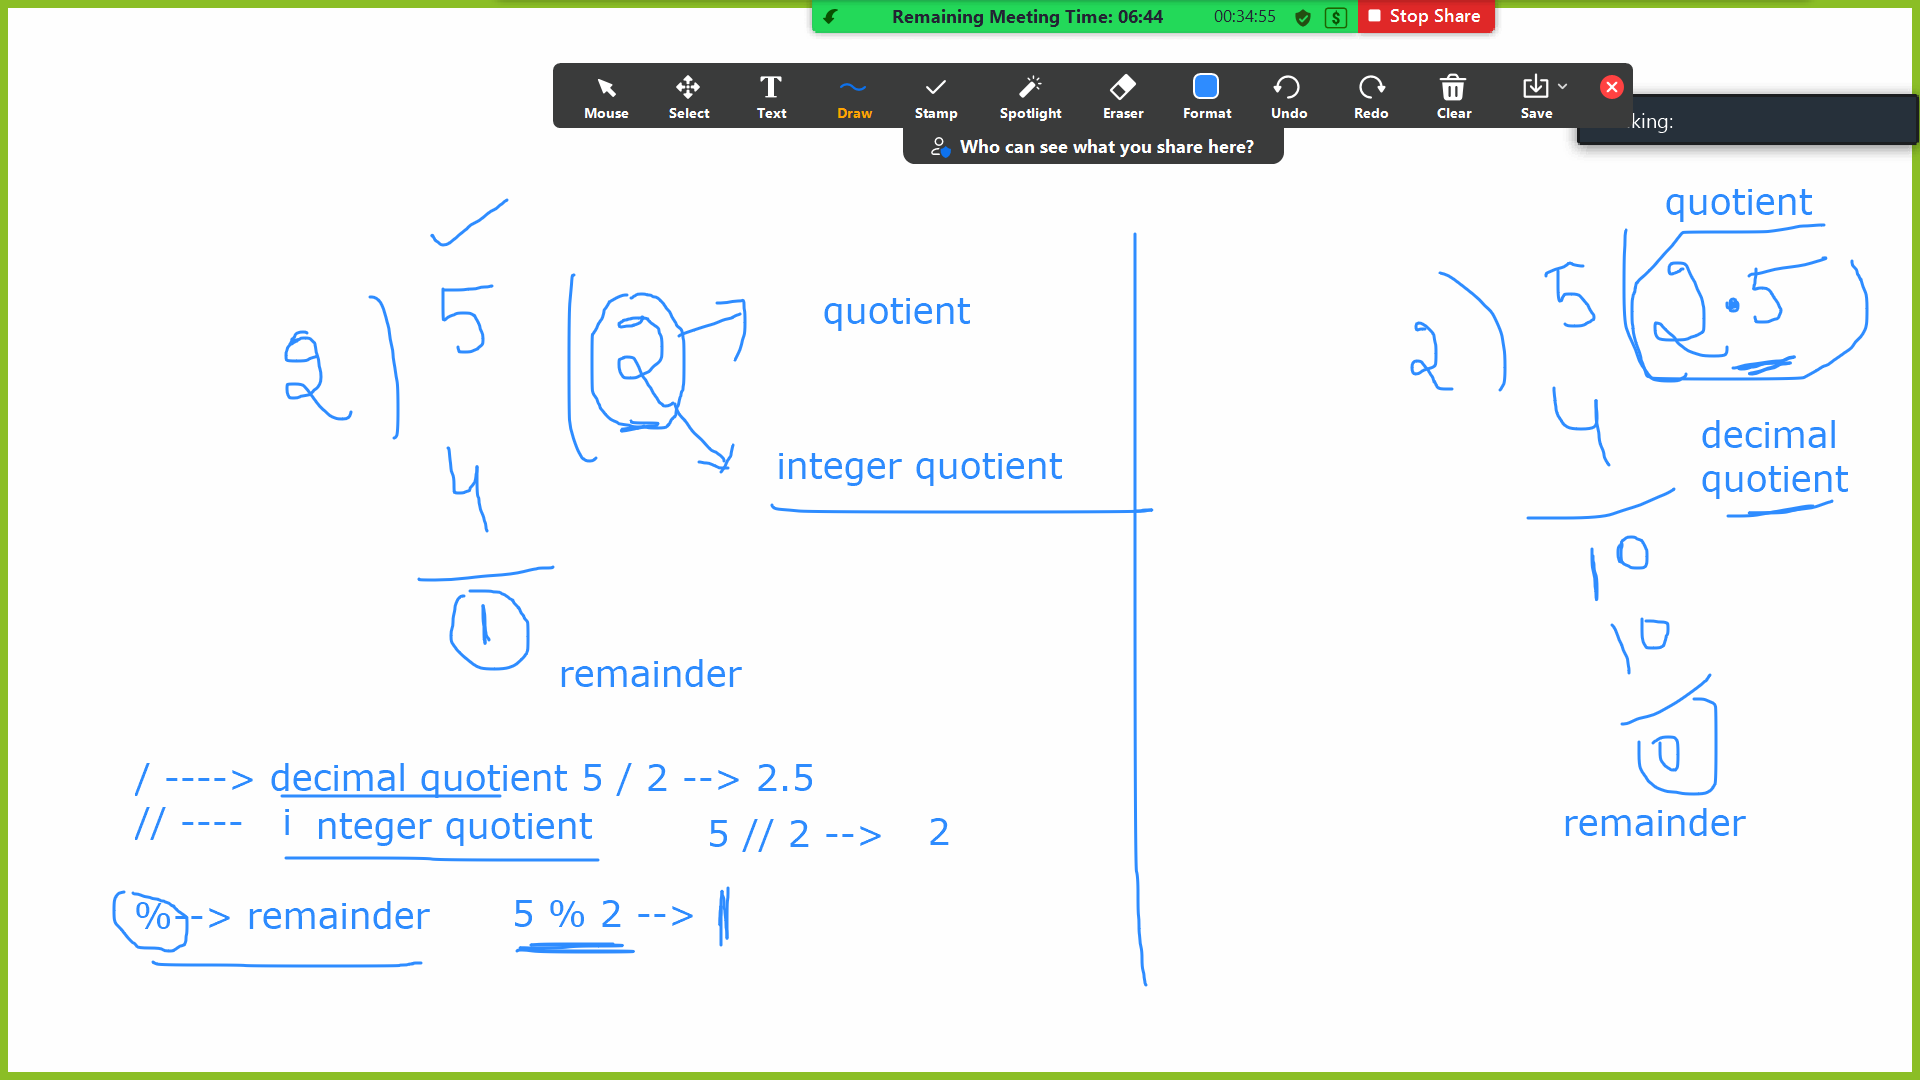 Remaining Meeting Time: 06:44 00:34:55 $ Stop Share
Mouse Select Text Draw Stamp Spotlight Eraser Format Undo Redo Clear Save
Who can see what you share here?
king:
2 ) 5 ( 2
quotient
integer quotient
4
1
remainder
quotient
2 ) 5 ( 2.5
4
decimal
quotient
10
10
0
remainder
/ ----> decimal quotient 5 / 2 --> 2.5
// ---- i nteger quotient 5 // 2 --> 2
%--> remainder 5 % 2 --> 1